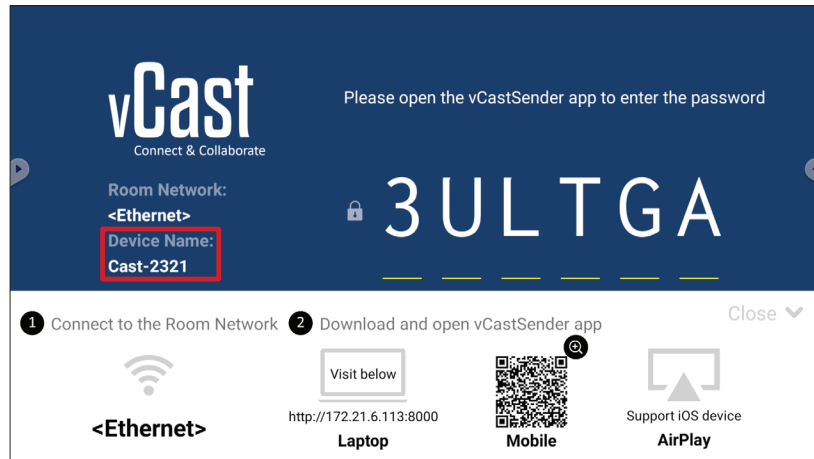 vCast
Connect & Collaborate
Please open the vCastSender app to enter the password
Room Network:
<Ethernet>
Device Name:
Cast-2321
3ULTGA
1 Connect to the Room Network
2 Download and open vCastSender app
Close
<Ethernet>
Visit below
http://172.21.6.113:8000
Laptop
Mobile
Support iOS device
AirPlay